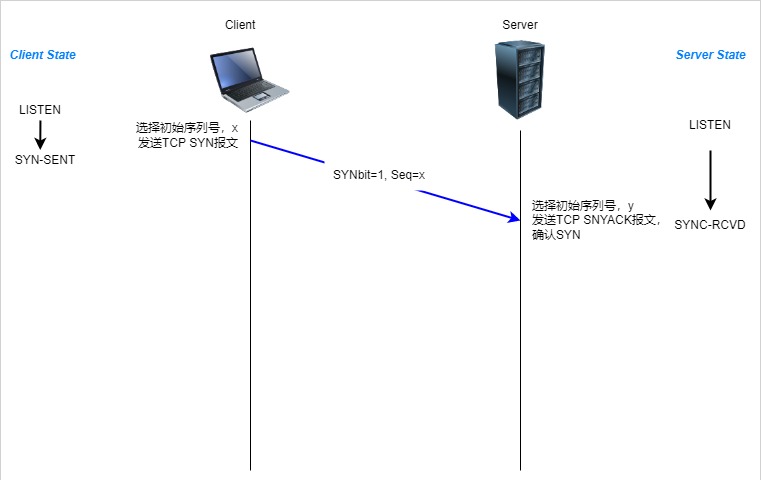 Client
Server
Client State
Server State
LISTEN
SYN-SENT
选择初始序列号，x
发送TCP SYN报文
SYNbit=1, Seq=x
LISTEN
选择初始序列号，y
发送TCP SNYACK报文，
确认SYN
SYNC-RCVD